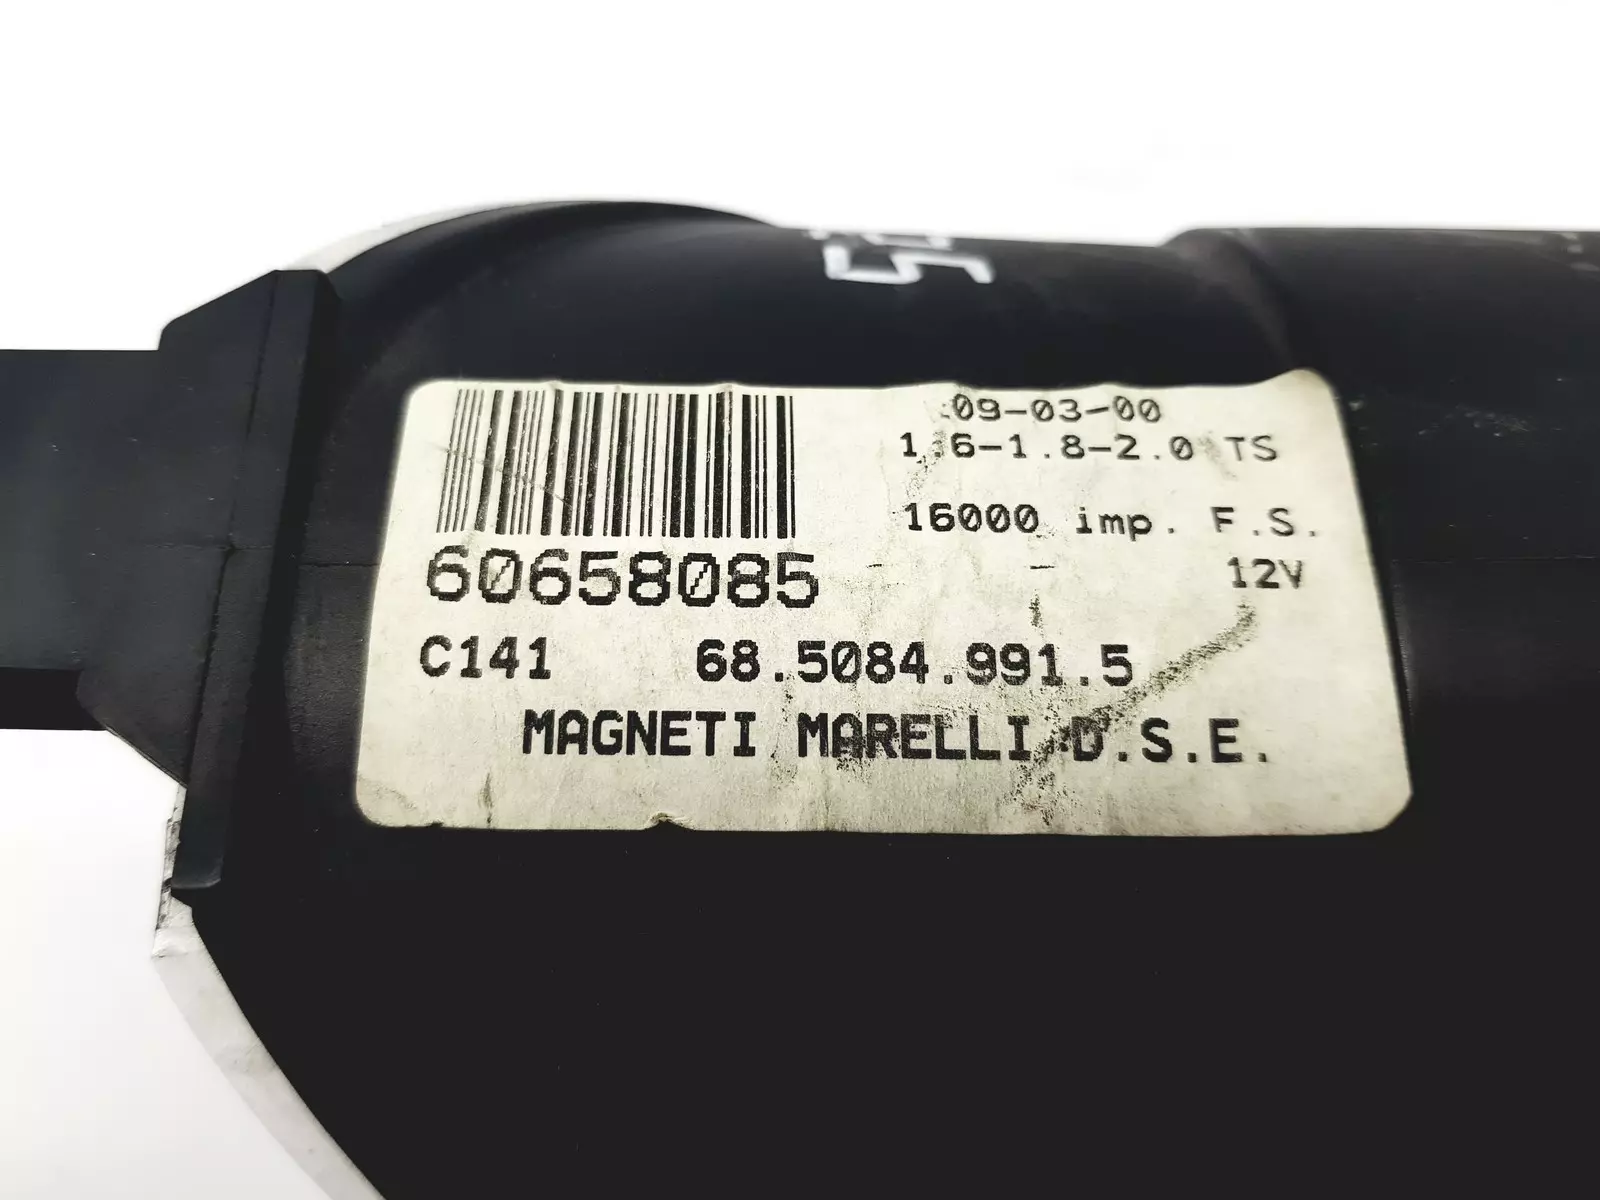 09-03-00
1.6-1.8-2.0 TS
16000 imp. F.S.
60658085
- 12V
C141 68.5084.991.5
MAGNETI MARELLI D.S.E.